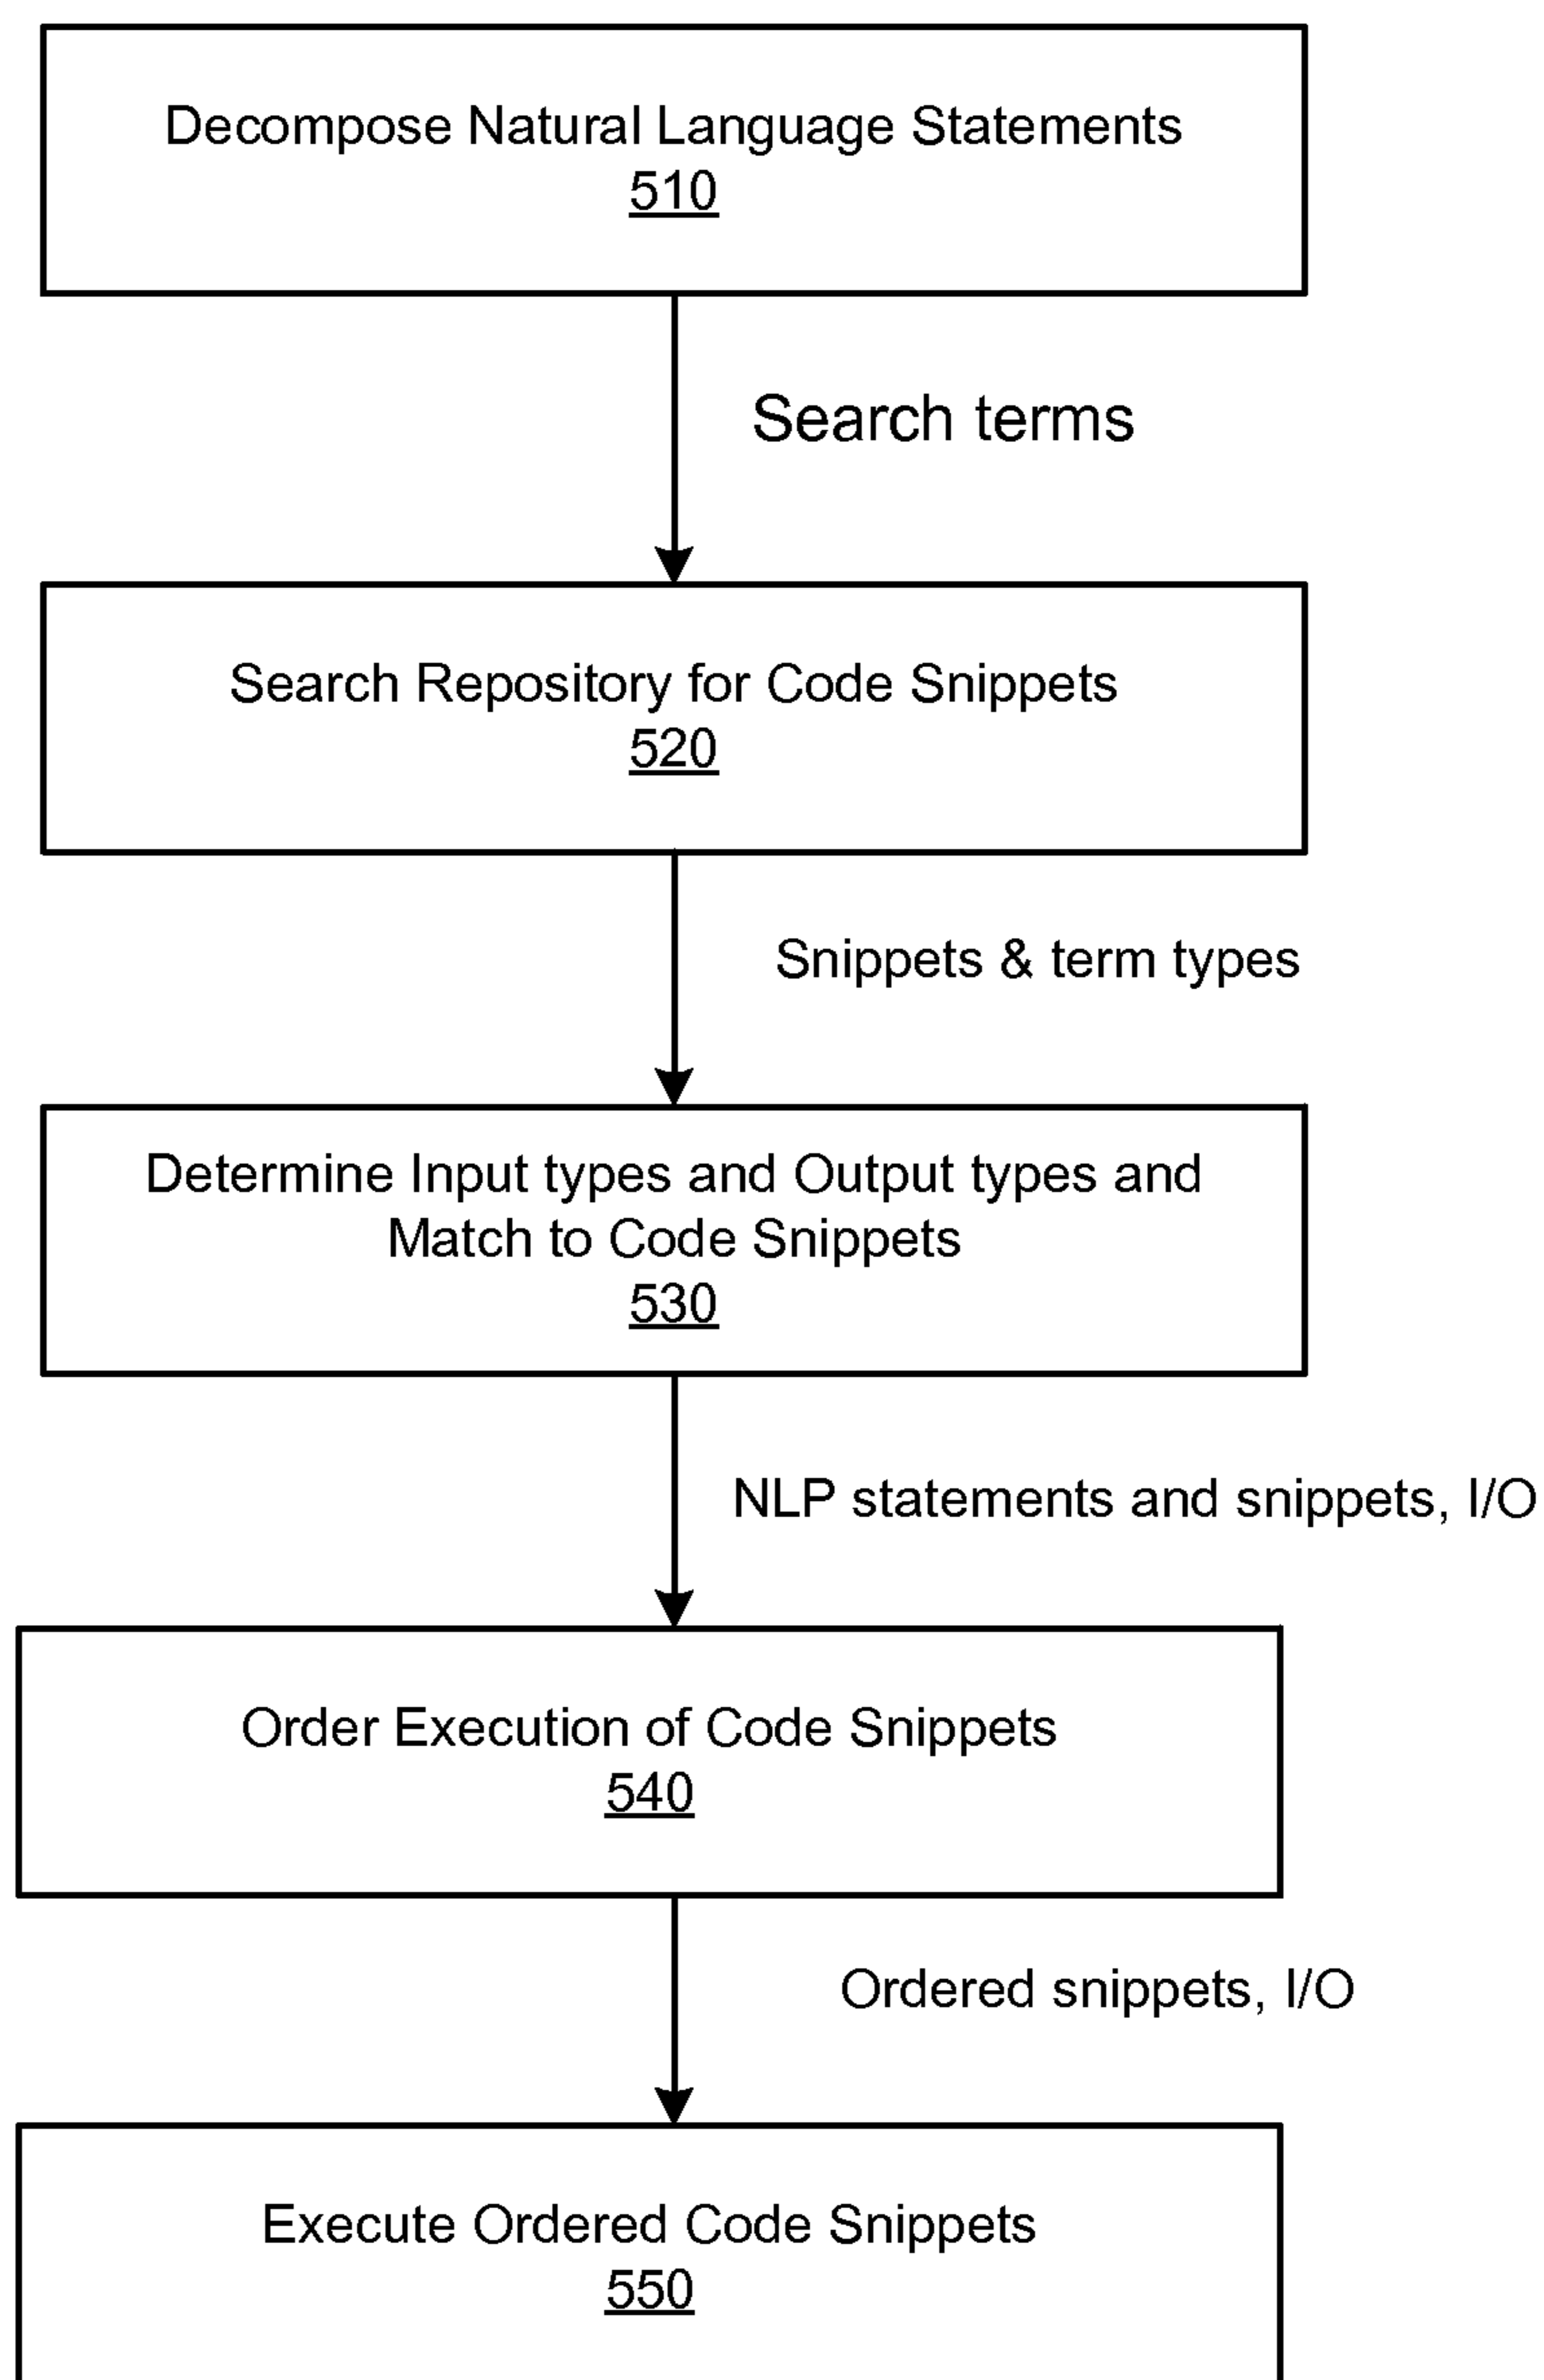 Decompose Natural Language Statements
510
Search terms
Search Repository for Code Snippets
520
Snippets & term types
Determine Input types and Output types and
Match to Code Snippets
530
NLP statements and snippets, I/O
Order Execution of Code Snippets
540
Ordered snippets, I/O
Execute Ordered Code Snippets
550